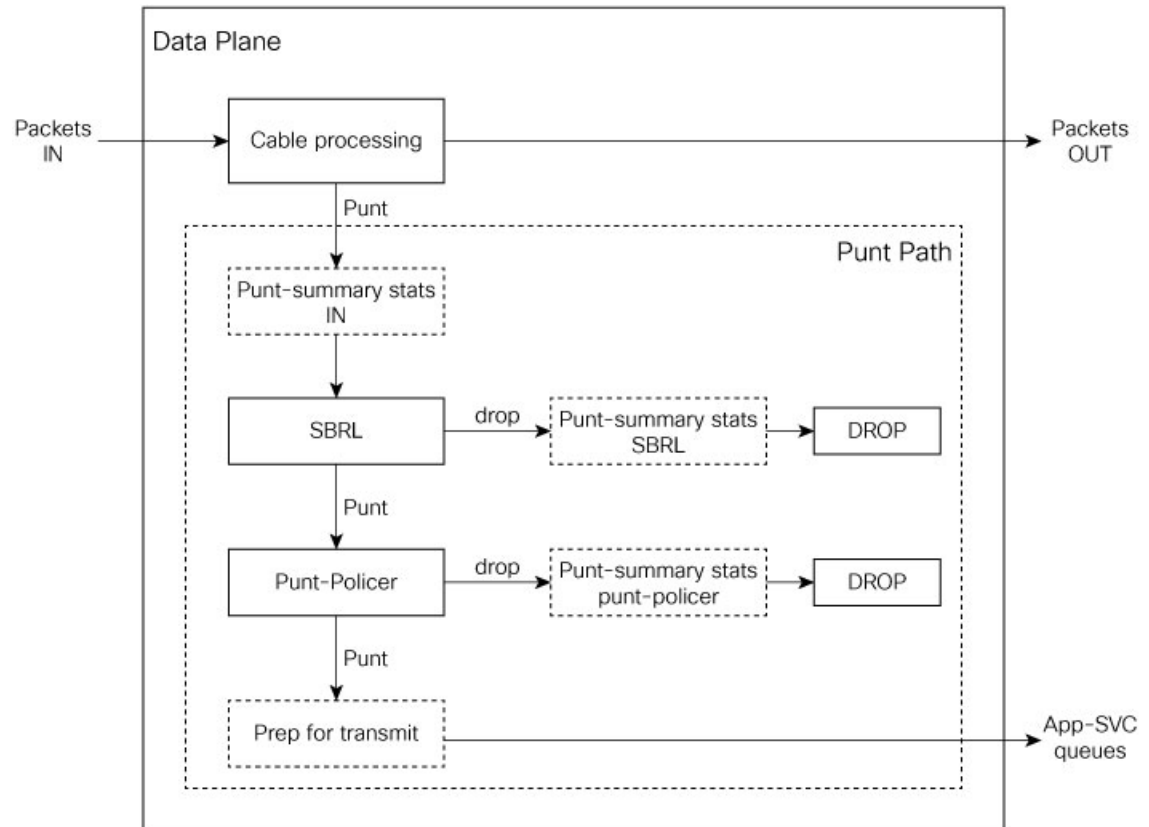 Data Plane
Packets
IN
Cable processing
Packets
OUT
Punt
Punt Path
Punt-summary stats
IN
SBRL
drop
Punt-summary stats
SBRL
DROP
Punt
Punt-Policer
drop
Punt-summary stats
punt-policer
DROP
Punt
Prep for transmit
App-SVC
queues